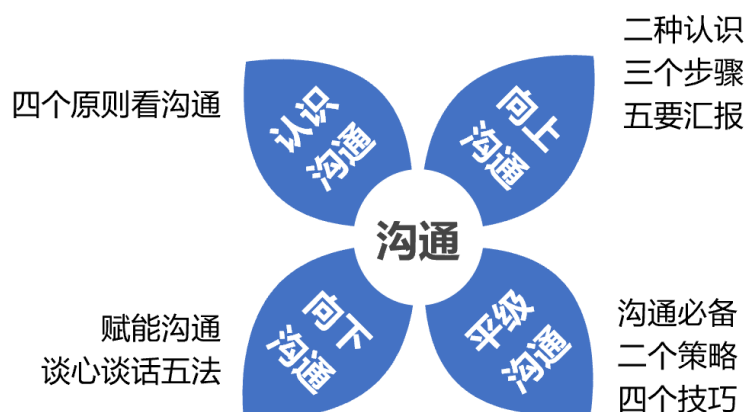 四个原则看沟通
认识
沟通
向上
沟通
二种认识
三个步骤
五要汇报
沟通
赋能沟通
谈心谈话五法
向下
沟通
平级
沟通
沟通必备
二个策略
四个技巧